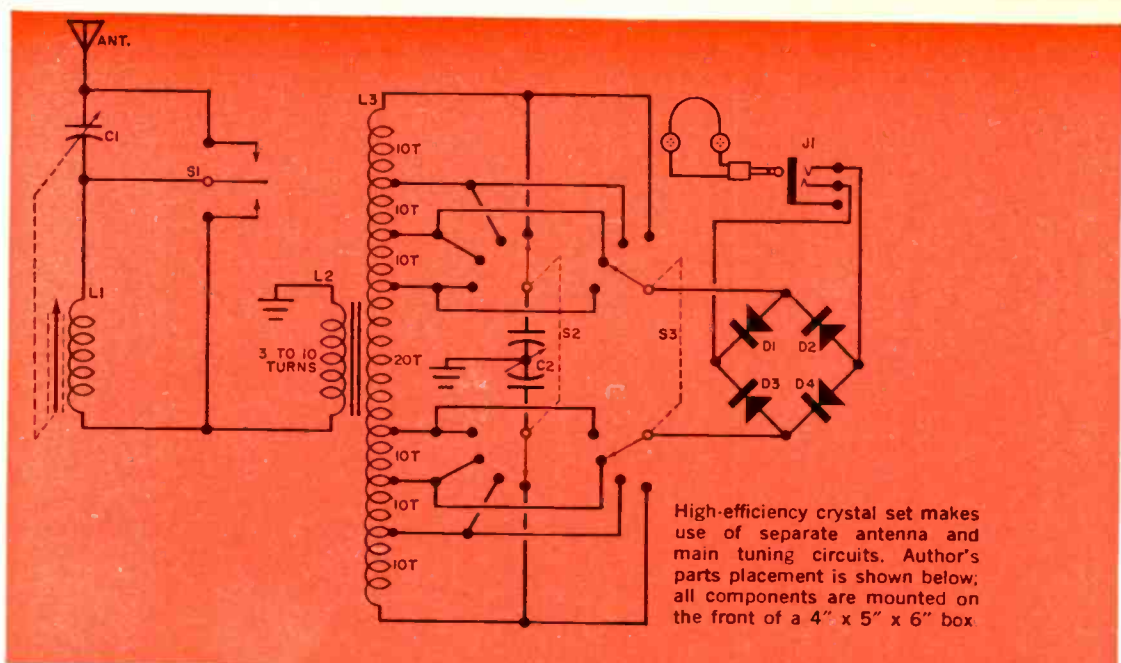 ANT.
C1
S1
L1
L2
3 TO 10
TURNS
L3
10T
10T
10T
20T
10T
10T
10T
S2
C2
S3
J1
D1
D2
D3
D4
High-efficiency crystal set makes
use of separate antenna and
main tuning circuits. Author's
parts placement is shown below;
all components are mounted on
the front of a 4" x 5" x 6" box